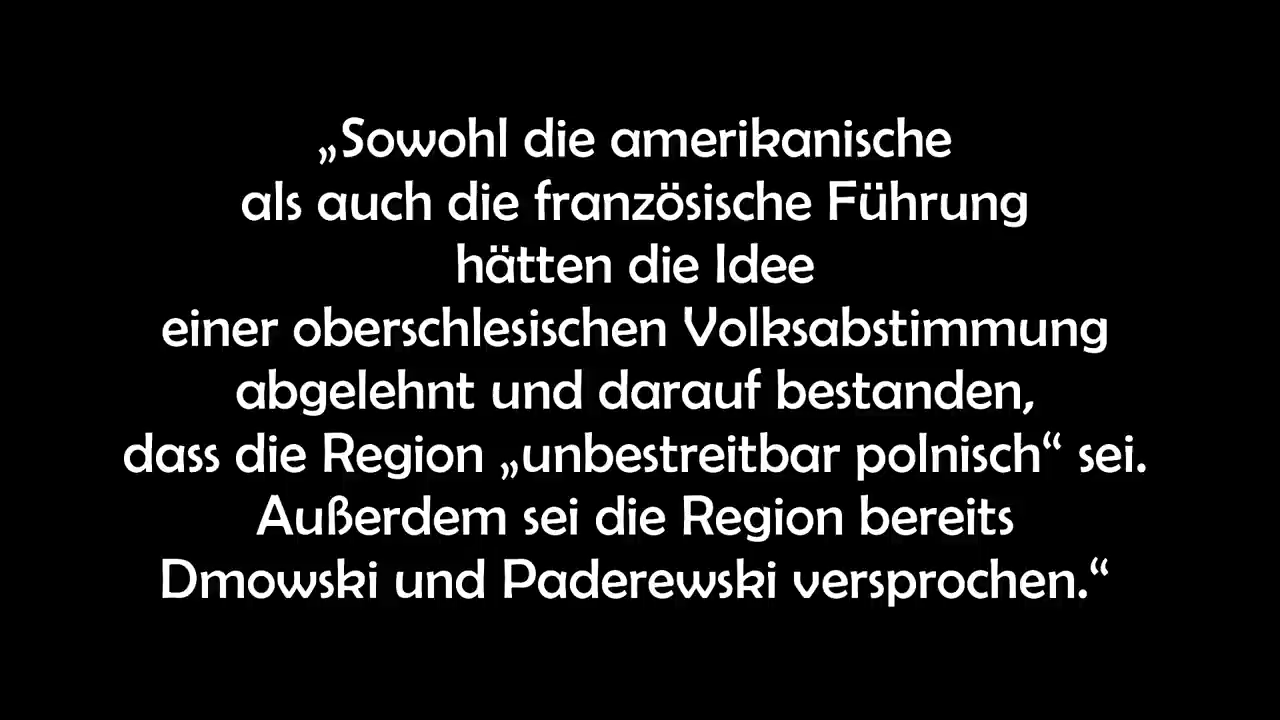 „Sowohl die amerikanische
als auch die französische Führung
hätten die Idee
einer oberschlesischen Volksabstimmung
abgelehnt und darauf bestanden,
dass die Region „unbestreitbar polnisch“ sei.
Außerdem sei die Region bereits
Dmowski und Paderewski versprochen.“